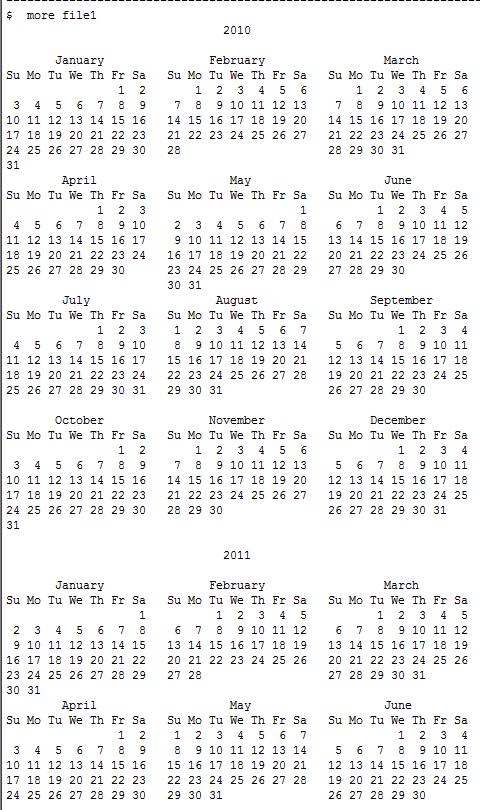 $  more file1
                               2010

       January               February                 March
Su Mo Tu We Th Fr Sa   Su Mo Tu We Th Fr Sa   Su Mo Tu We Th Fr Sa
                1  2       1  2  3  4  5  6       1  2  3  4  5  6
 3  4  5  6  7  8  9    7  8  9 10 11 12 13    7  8  9 10 11 12 13
10 11 12 13 14 15 16   14 15 16 17 18 19 20   14 15 16 17 18 19 20
17 18 19 20 21 22 23   21 22 23 24 25 26 27   21 22 23 24 25 26 27
24 25 26 27 28 29 30   28                     28 29 30 31
31
        April                  May                    June
Su Mo Tu We Th Fr Sa   Su Mo Tu We Th Fr Sa   Su Mo Tu We Th Fr Sa
             1  2  3                      1          1  2  3  4  5
 4  5  6  7  8  9 10    2  3  4  5  6  7  8    6  7  8  9 10 11 12
11 12 13 14 15 16 17    9 10 11 12 13 14 15   13 14 15 16 17 18 19
18 19 20 21 22 23 24   16 17 18 19 20 21 22   20 21 22 23 24 25 26
25 26 27 28 29 30      23 24 25 26 27 28 29   27 28 29 30
                       30 31
        July                 August                 September
Su Mo Tu We Th Fr Sa   Su Mo Tu We Th Fr Sa   Su Mo Tu We Th Fr Sa
             1  2  3    1  2  3  4  5  6  7             1  2  3  4
 4  5  6  7  8  9 10    8  9 10 11 12 13 14    5  6  7  8  9 10 11
11 12 13 14 15 16 17   15 16 17 18 19 20 21   12 13 14 15 16 17 18
18 19 20 21 22 23 24   22 23 24 25 26 27 28   19 20 21 22 23 24 25
25 26 27 28 29 30 31   29 30 31               26 27 28 29 30

       October               November               December
Su Mo Tu We Th Fr Sa   Su Mo Tu We Th Fr Sa   Su Mo Tu We Th Fr Sa
                1  2       1  2  3  4  5  6             1  2  3  4
 3  4  5  6  7  8  9    7  8  9 10 11 12 13    5  6  7  8  9 10 11
10 11 12 13 14 15 16   14 15 16 17 18 19 20   12 13 14 15 16 17 18
17 18 19 20 21 22 23   21 22 23 24 25 26 27   19 20 21 22 23 24 25
24 25 26 27 28 29 30   28 29 30               26 27 28 29 30 31
31

                               2011

       January               February                 March
Su Mo Tu We Th Fr Sa   Su Mo Tu We Th Fr Sa   Su Mo Tu We Th Fr Sa
                   1          1  2  3  4  5          1  2  3  4  5
 2  3  4  5  6  7  8    6  7  8  9 10 11 12    6  7  8  9 10 11 12
 9 10 11 12 13 14 15   13 14 15 16 17 18 19   13 14 15 16 17 18 19
16 17 18 19 20 21 22   20 21 22 23 24 25 26   20 21 22 23 24 25 26
23 24 25 26 27 28 29   27 28                  27 28 29 30 31
30 31
        April                  May                    June
Su Mo Tu We Th Fr Sa   Su Mo Tu We Th Fr Sa   Su Mo Tu We Th Fr Sa
                1  2    1  2  3  4  5  6  7             1  2  3  4
 3  4  5  6  7  8  9    8  9 10 11 12 13 14    5  6  7  8  9 10 11
10 11 12 13 14 15 16   15 16 17 18 19 20 21   12 13 14 15 16 17 18
17 18 19 20 21 22 23   22 23 24 25 26 27 28   19 20 21 22 23 24 25
24 25 26 27 28 29 30   29 30 31               26 27 28 29 30